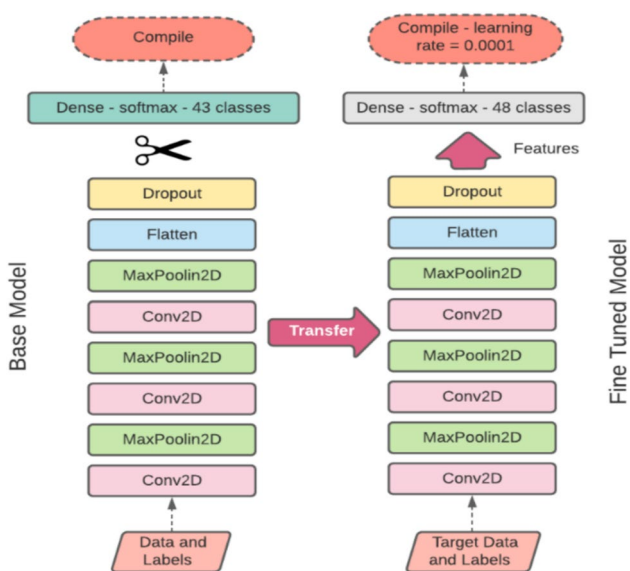 Compile
Dense - softmax - 43 classes
Dropout
Flatten
MaxPoolin2D
Conv2D
MaxPoolin2D
Conv2D
MaxPoolin2D
Conv2D
Data and
Labels
Base Model
Transfer
Compile - learning
rate = 0.0001
Dense - softmax - 48 classes
Features
Dropout
Flatten
MaxPoolin2D
Conv2D
MaxPoolin2D
Conv2D
MaxPoolin2D
Conv2D
Target Data
and Labels
Fine Tuned Model